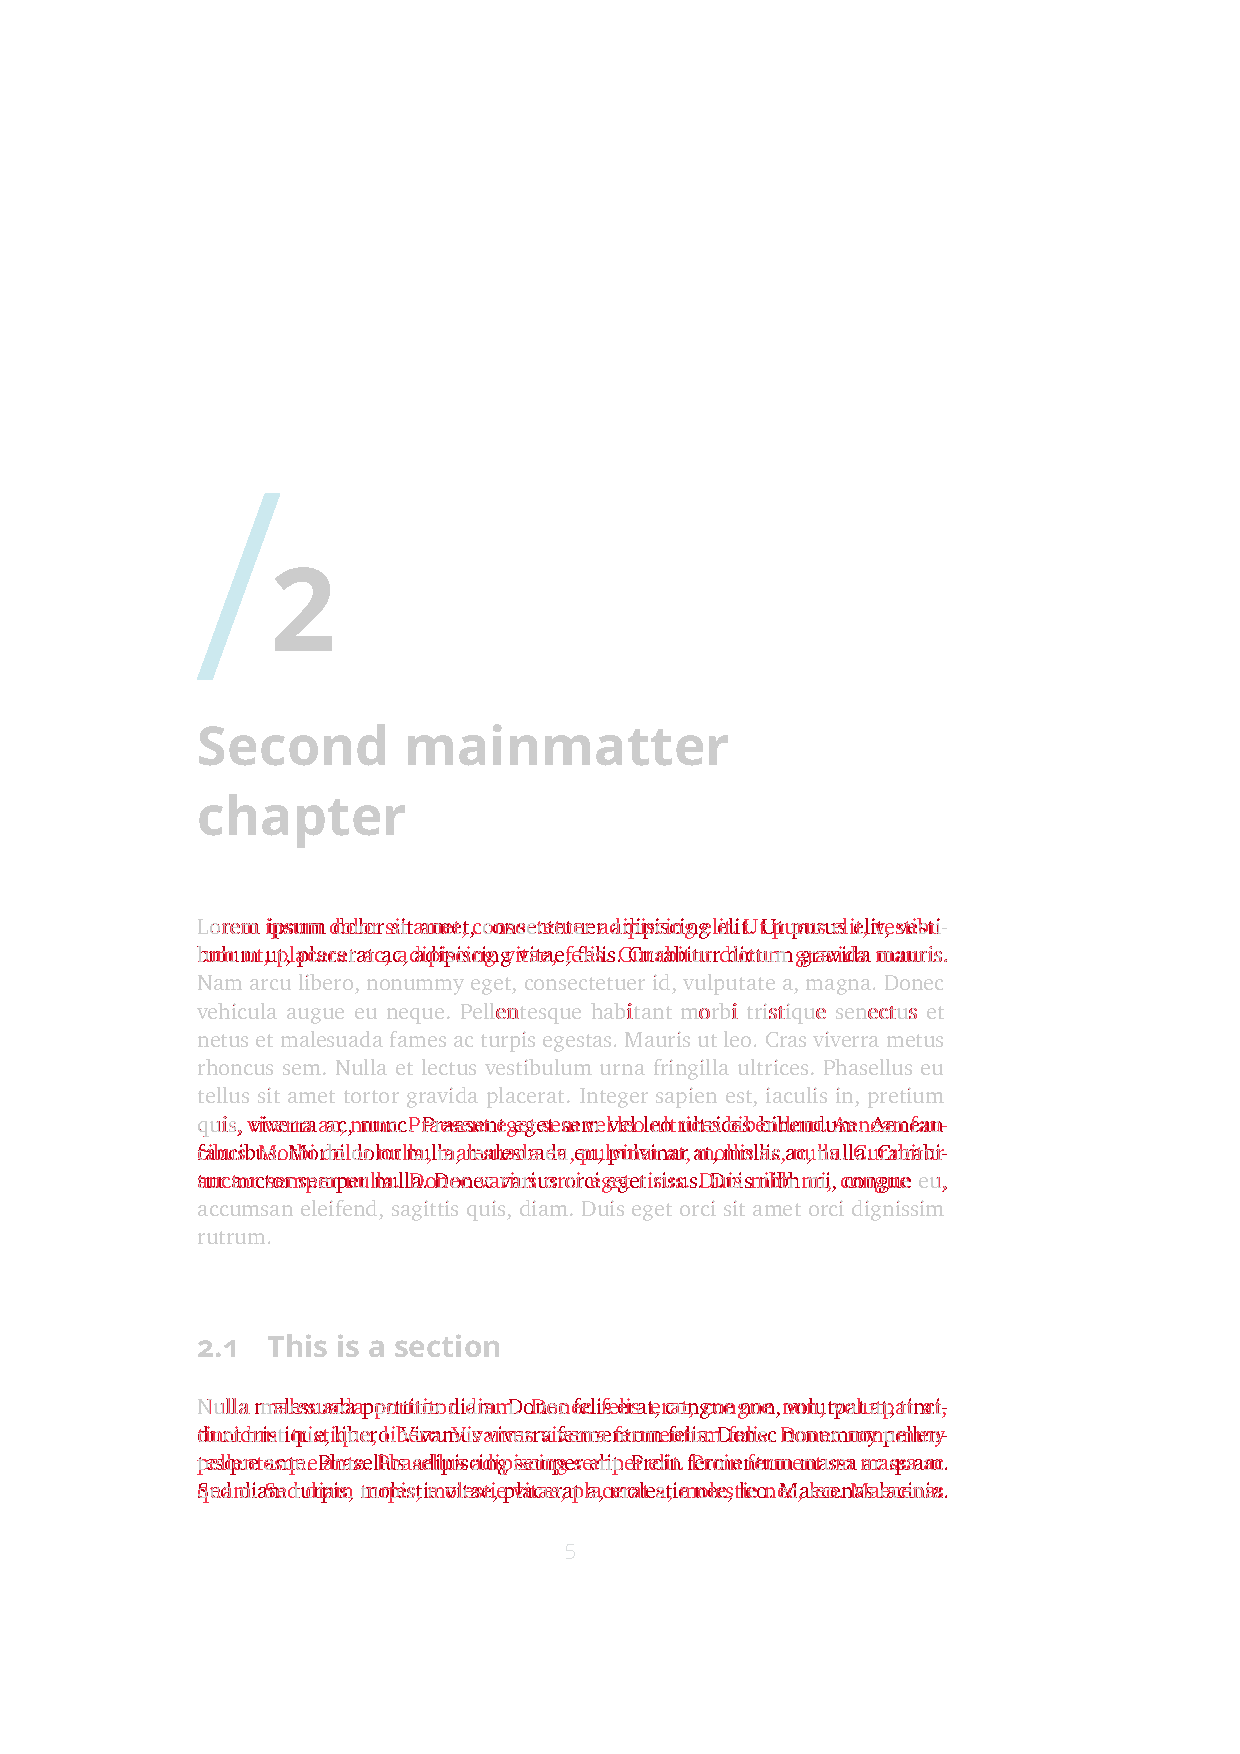 /2
Second mainmatter
chapter
Lorem ipsum dolor sit amet, consectetuer adipiscing elit. Ut purus elit, vesti-
placerat ac, adipiscing vitae, felis. Curabitur dictum gravida mauris.
Nam arcu libero, nonummy eget, consectetuer id, vulputate a, magna. Donec
vehicula augue eu neque. Pellentesque habitant morbi tristique senectus et
netus et malesuada fames ac turpis egestas. Mauris ut leo. Cras viverra metus
rhoncus sem. Nulla et lectus vestibulum urna fringilla ultrices. Phasellus eu
tellus sit amet tortor gravida placerat. Integer sapien est, iaculis in, pretium
quis, viverra ac, nunc. Praesent eget sem vel leo ultrices bibendum. Aenean
faucibus. Morbi dolor nulla, malesuada eu, pulvinar at, mollis ac, nulla.
auctor semper nulla. Donec varius orci eget risus. Duis nibh mi, congue eu,
accumsan eleifend, sagittis quis, diam. Duis eget orci sit amet orci dignissim
rutrum.
2.1 This is a section
Nulla malesuada porttitor diam. Donec felis erat, congue non, volutpat at,
tristique, libero. Vivamus viverra fermentum felis. Donec nonummy pellen-
ante. Phasellus adipiscing semper elit. Proin fermentum massa ac quam.
Sed diam turpis, molestie vitae, placerat a, molestie nec, leo. Maecenas lacinia.
5